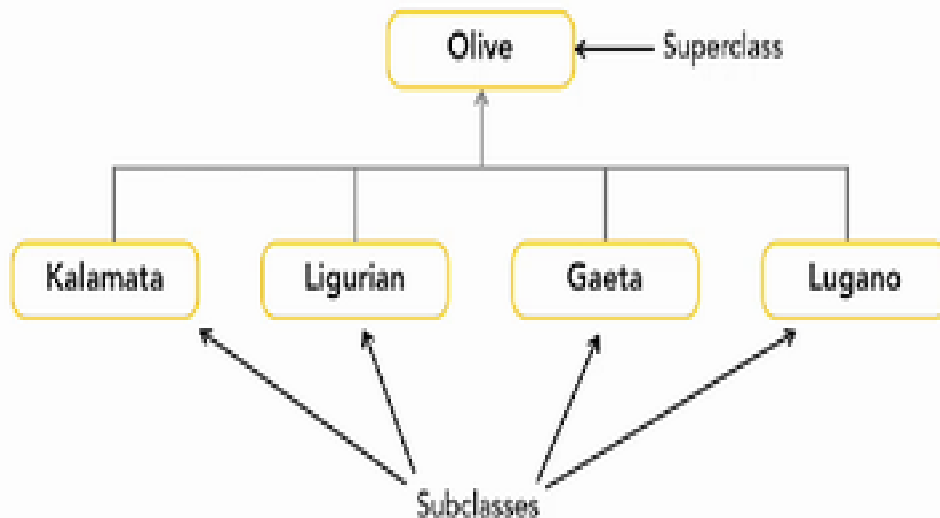 Olive
Superclass
Kalamata
Ligurian
Gaeta
Lugano
Subclasses